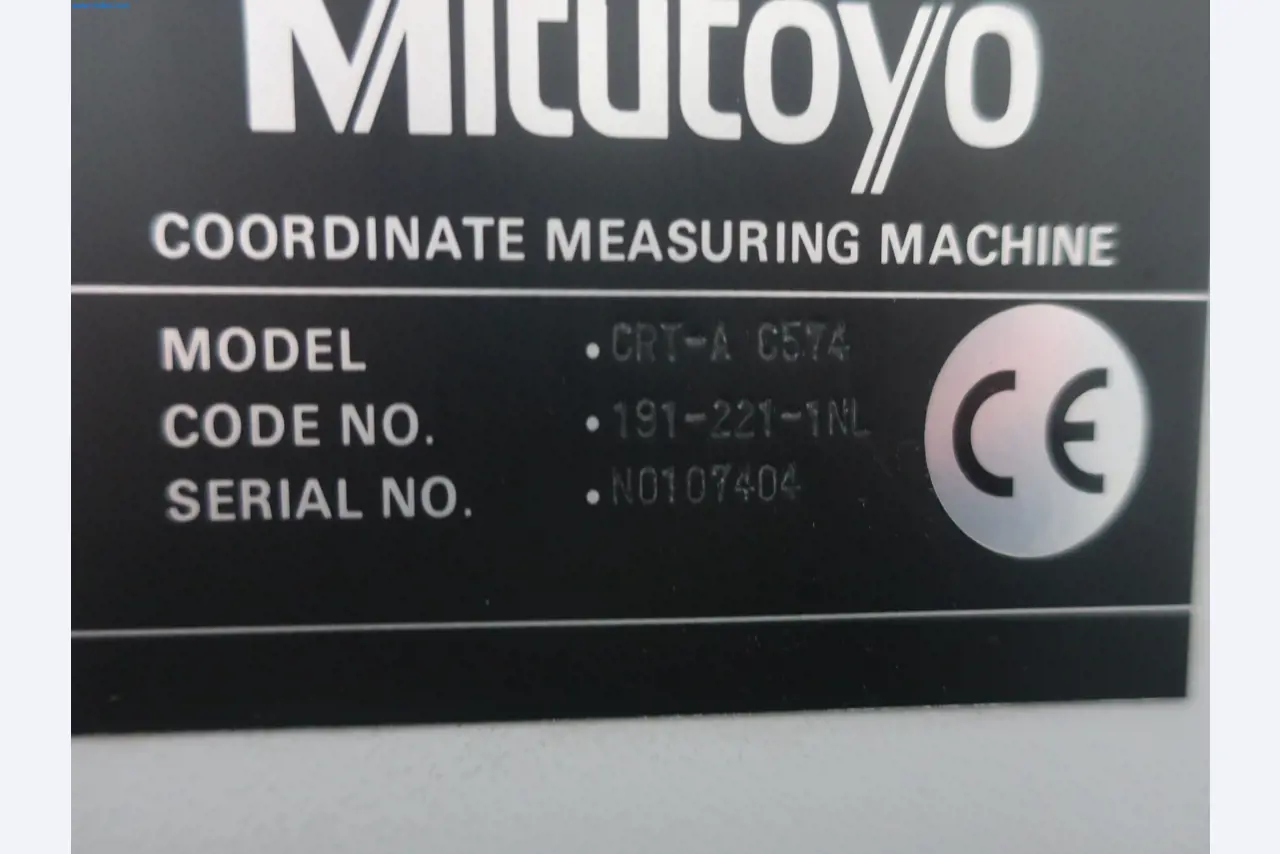 Mitutoyo
COORDINATE MEASURING MACHINE
MODEL .CRT-A C574
CODE NO. .191-221-1NL
SERIAL NO. .N0107404
CE